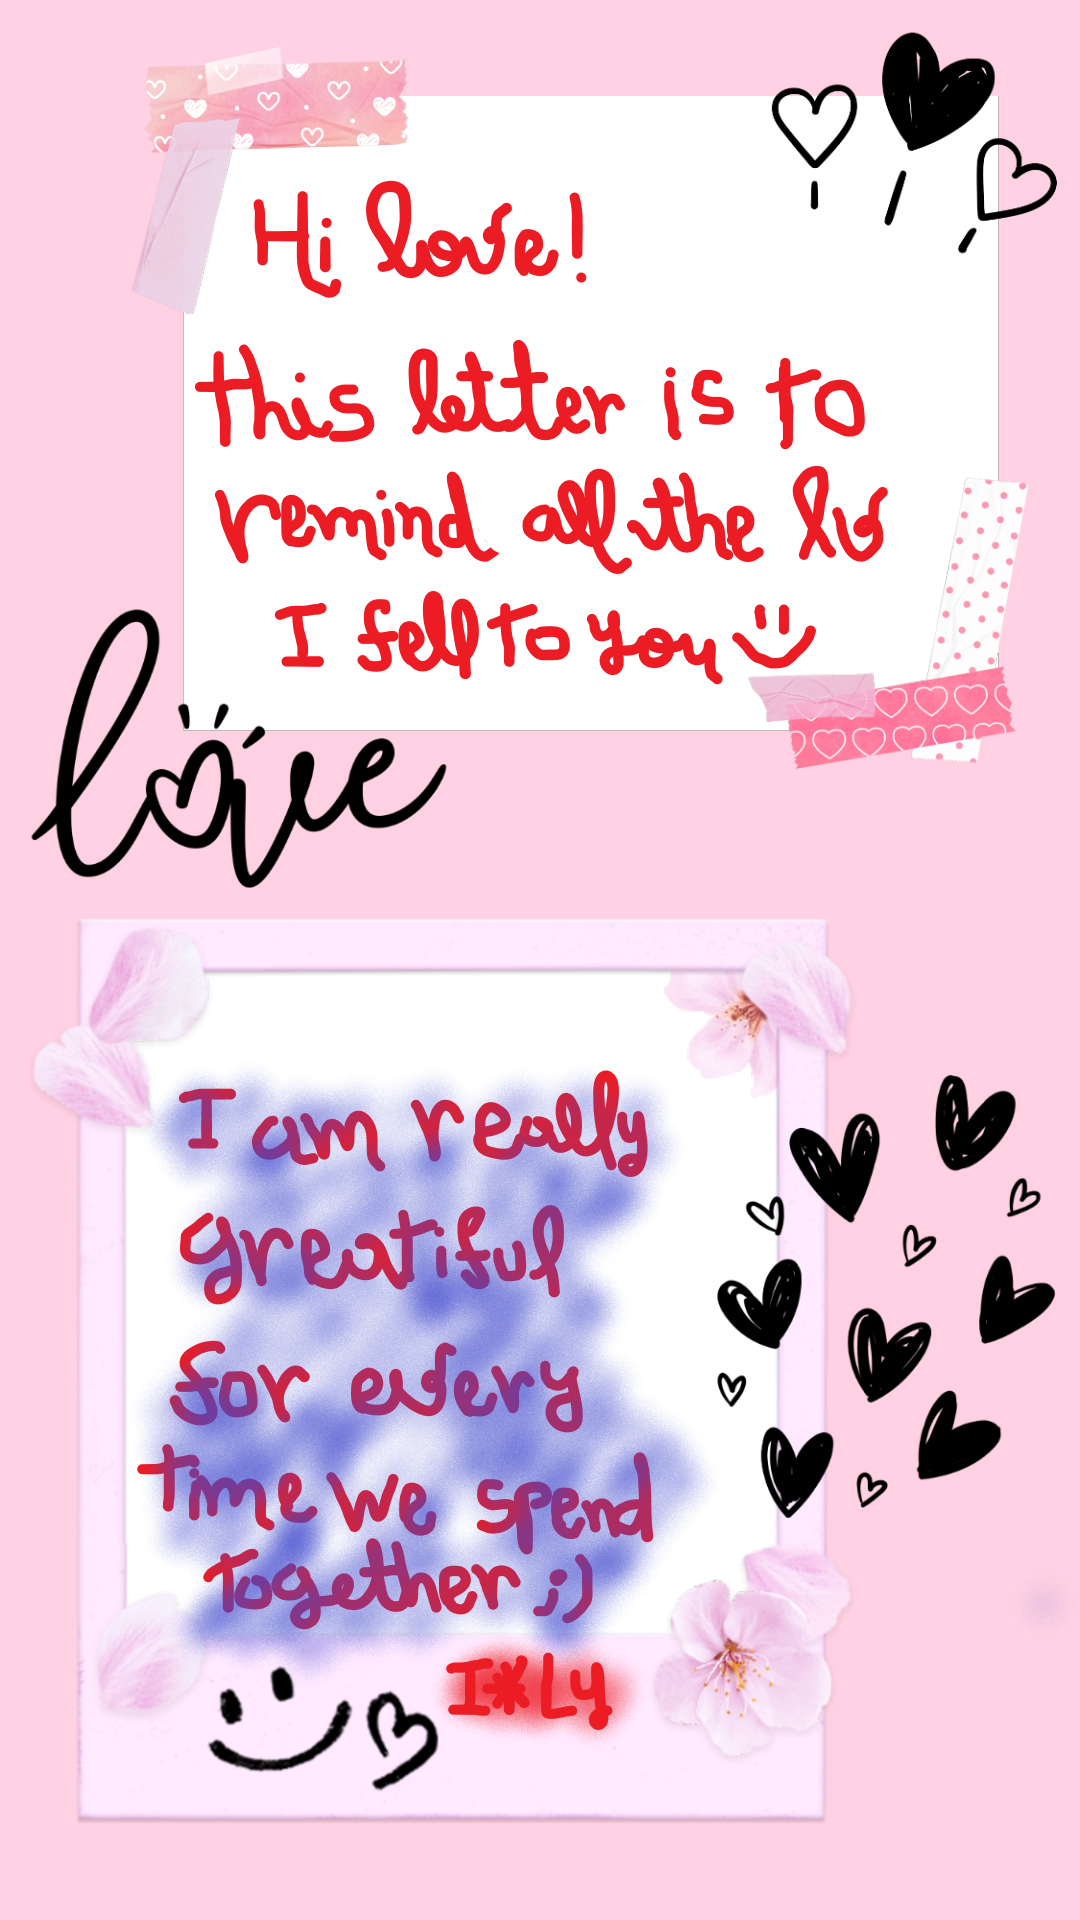 Hi love!
this letter is to
remind all the lv
I fell to you
love
I am really
greatiful
for every
time we spend
together ;)
I*Ly